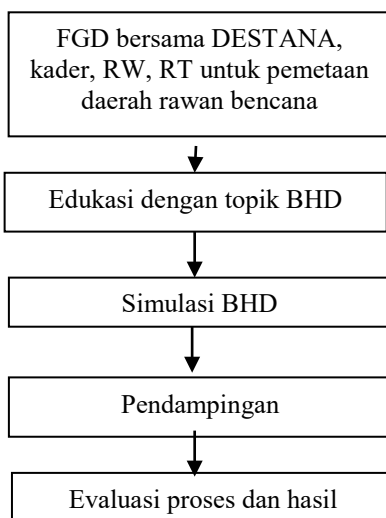 FGD bersama DESTANA,
kader, RW, RT untuk pemetaan
daerah rawan bencana
Edukasi dengan topik BHD
Simulasi BHD
Pendampingan
Evaluasi proses dan hasil